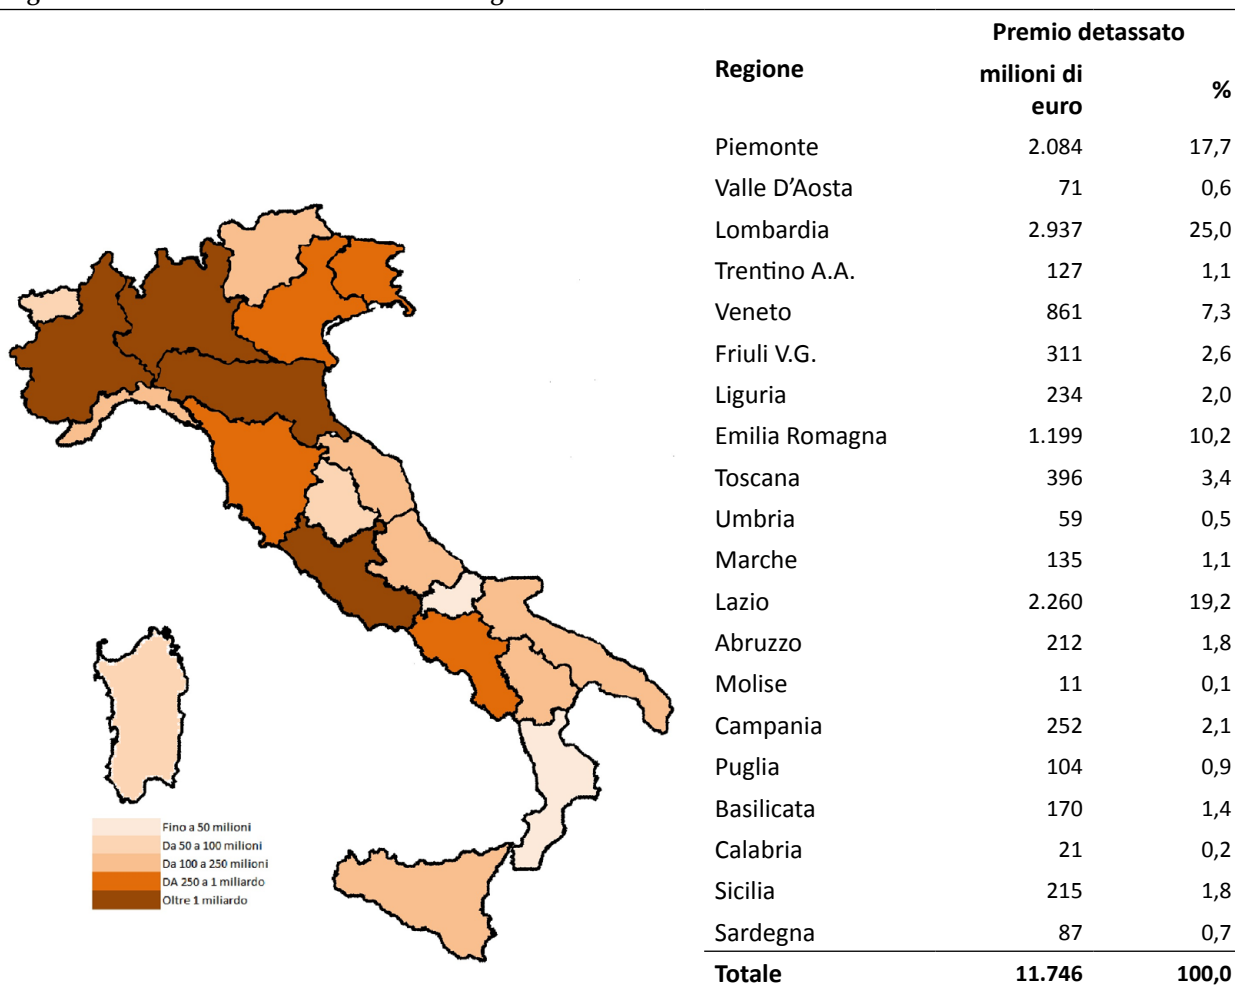 Premio detassato
Regione
milioni di
euro
%
Piemonte 2.084 17,7
Valle D’Aosta 71 0,6
Lombardia 2.937 25,0
Trentino A.A. 127 1,1
Veneto 861 7,3
Friuli V.G. 311 2,6
Liguria 234 2,0
Emilia Romagna 1.199 10,2
Toscana 396 3,4
Umbria 59 0,5
Marche 135 1,1
Lazio 2.260 19,2
Abruzzo 212 1,8
Molise 11 0,1
Campania 252 2,1
Puglia 104 0,9
Basilicata 170 1,4
Calabria 21 0,2
Sicilia 215 1,8
Sardegna 87 0,7
Totale 11.746 100,0
Fino a 50 milioni
Da 50 a 100 milioni
Da 100 a 250 milioni
DA 250 a 1 miliardo
Oltre 1 miliardo